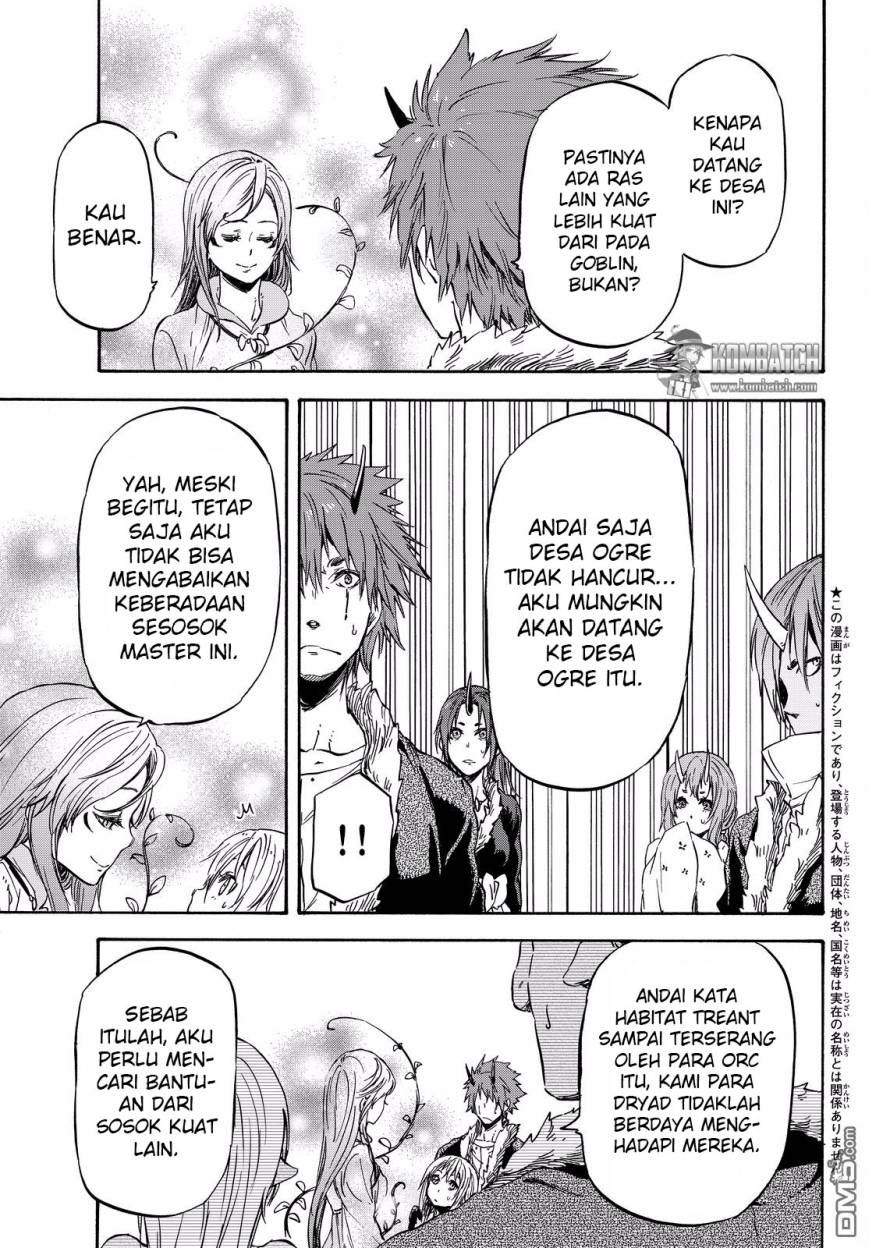 KENAPA
KAU
DATANG
KE DESA
INI?
PASTINYA
ADA RAS
LAIN YANG
LEBIH KUAT
DARI PADA
GOBLIN,
BUKAN?
KAU
BENAR.
KOMBATCH
www.kombatch.com
ANDAI SAJA
DESA OGRE
TIDAK HANCUR...
AKU MUNGKIN
AKAN DATANG
KE DESA
OGRE ITU.
!!
YAH, MESKI
BEGITU, TETAP
SAJA AKU
TIDAK BISA
MENGABAIKAN
KEBERADAAN
SESOSOK
MASTER INI.
ANDAI KATA
HABITAT TREANT
SAMPAI TERSERANG
OLEH PARA ORC
ITU, KAMI PARA
DRYAD TIDAKLAH
BERDAYA MENG-
HADAPI MEREKA.
SEBAB
ITULAH, AKU
PERLU MEN-
CARI BANTU-
AN DARI
SOSOK KUAT
LAIN.
★この漫画はフィクションであり、登場する人物、団体、地名、国名等は実在の名称とは関係ありません
DM5.com